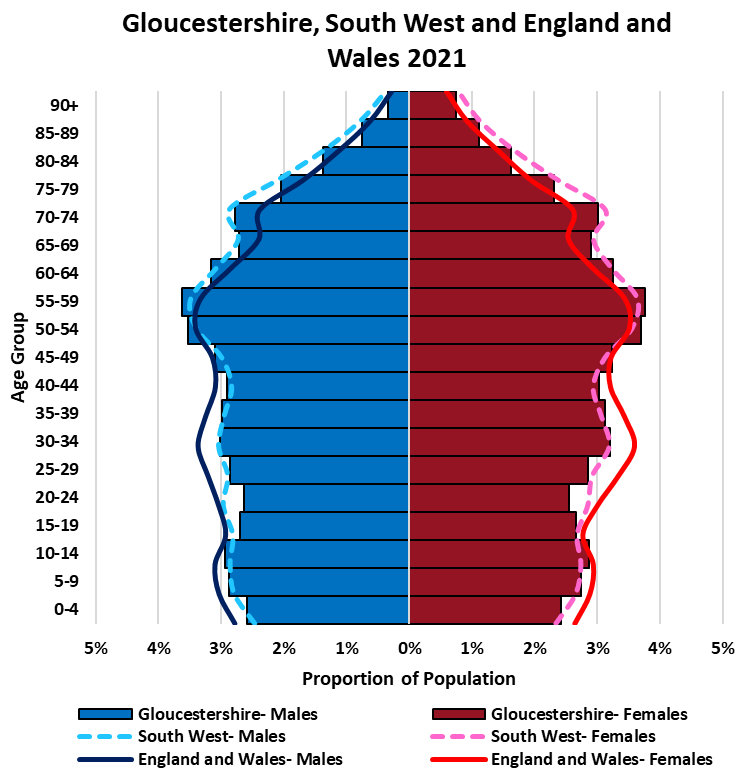 Gloucestershire, South West and England and
Wales 2021
Age Group
90+
85-89
80-84
75-79
70-74
65-69
60-64
55-59
50-54
45-49
40-44
35-39
30-34
25-29
20-24
15-19
10-14
5-9
0-4
5% 4% 3% 2% 1% 0% 1% 2% 3% 4% 5%
Proportion of Population
Gloucestershire- Males Gloucestershire- Females
South West- Males South West- Females
England and Wales- Males England and Wales- Females